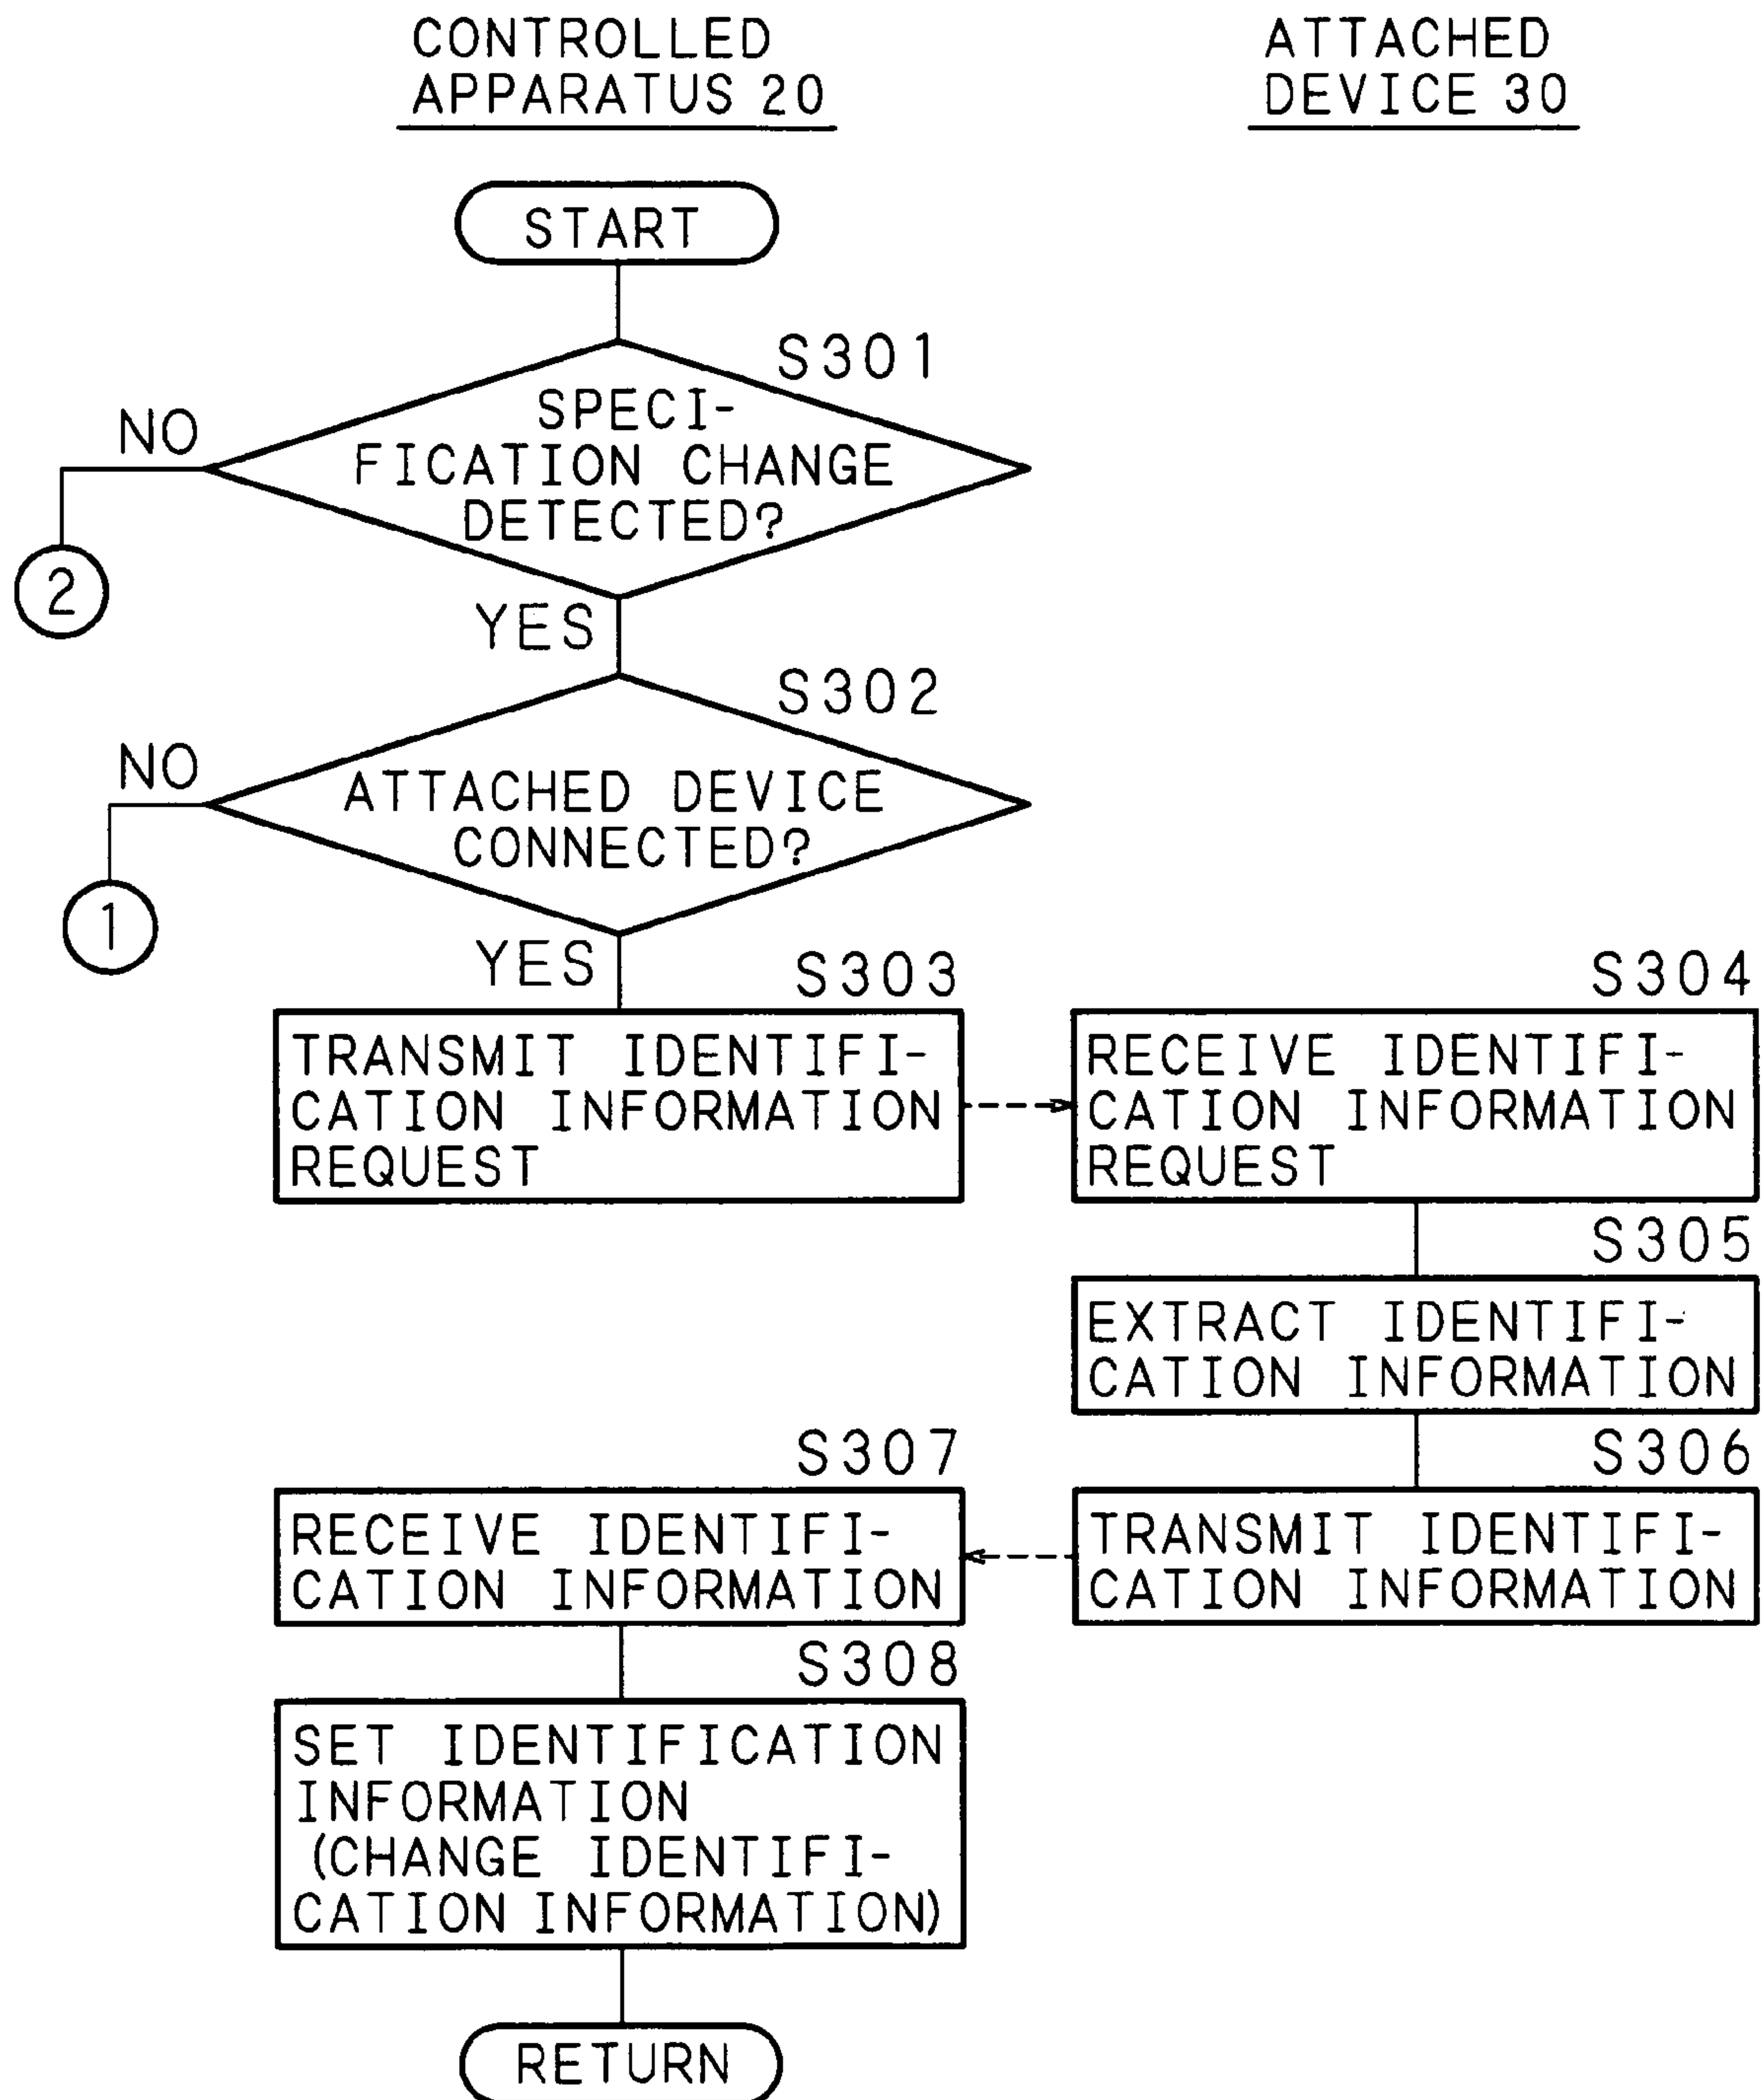 CONTROLLED
APPARATUS 20
ATTACHED
DEVICE 30
START
S301
SPECI-
FICATION CHANGE
DETECTED?
NO
2
YES
S302
ATTACHED DEVICE
CONNECTED?
NO
1
YES
S303
TRANSMIT IDENTIFI-
CATION INFORMATION
REQUEST
S304
RECEIVE IDENTIFI-
CATION INFORMATION
REQUEST
S305
EXTRACT IDENTIFI-
CATION INFORMATION
S306
TRANSMIT IDENTIFI-
CATION INFORMATION
S307
RECEIVE IDENTIFI-
CATION INFORMATION
S308
SET IDENTIFICATION
INFORMATION
(CHANGE IDENTIFI-
CATION INFORMATION)
RETURN